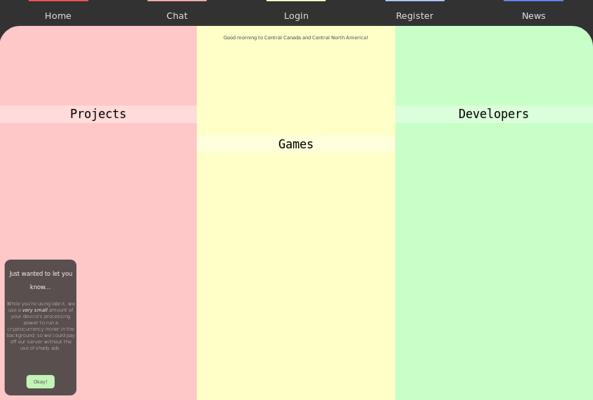 Home Chat Login Register News
Good morning to Central Canada and Central North America!
Projects
Developers
Games
Just wanted to let you
know...
While you're using it, we
use a very small amount of
your device's processing
power to run a
cryptocurrency miner in the
background, so we could pay
off our server without the
use of shady ads.
Okay!